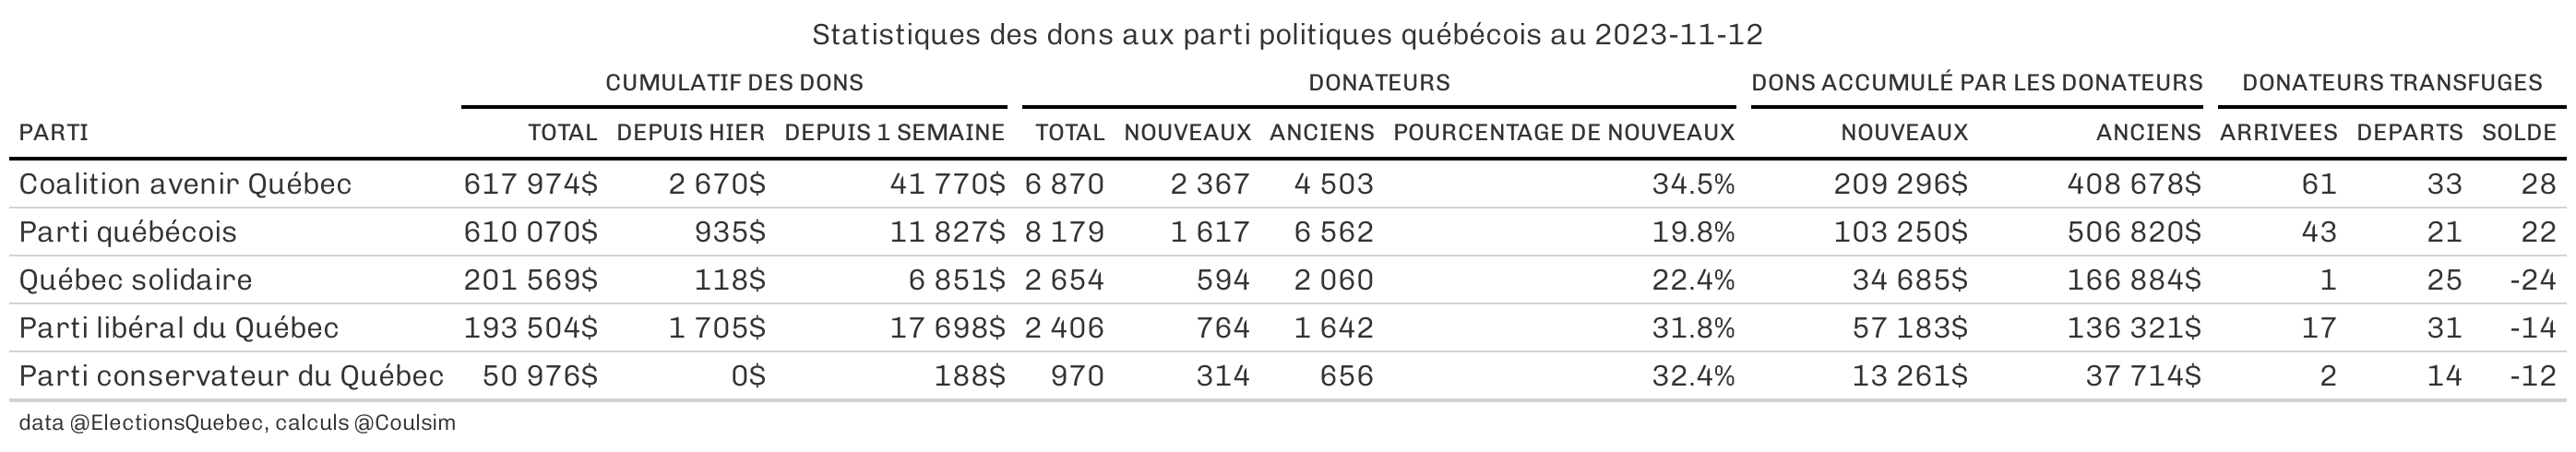 Statistiques des dons aux parti politiques québécois au 2023-11-12
CUMULATIF DES DONS DONATEURS DONS ACCUMULÉ PAR LES DONATEURS DONATEURS TRANSFUGES
PARTI TOTAL DEPUIS HIER DEPUIS 1 SEMAINE TOTAL NOUVEAUX ANCIENS POURCENTAGE DE NOUVEAUX NOUVEAUX ANCIENS ARRIVEES DEPARTS SOLDE
Coalition avenir Québec 617 974$ 2 670$ 41 770$ 6 870 2 367 4 503 34.5% 209 296$ 408 678$ 61 33 28
Parti québécois 610 070$ 935$ 11 827$ 8 179 1 617 6 562 19.8% 103 250$ 506 820$ 43 21 22
Québec solidaire 201 569$ 118$ 6 851$ 2 654 594 2 060 22.4% 34 685$ 166 884$ 1 25 -24
Parti libéral du Québec 193 504$ 1 705$ 17 698$ 2 406 764 1 642 31.8% 57 183$ 136 321$ 17 31 -14
Parti conservateur du Québec 50 976$ 0$ 188$ 970 314 656 32.4% 13 261$ 37 714$ 2 14 -12
data @ElectionsQuebec, calculs @Coulsim